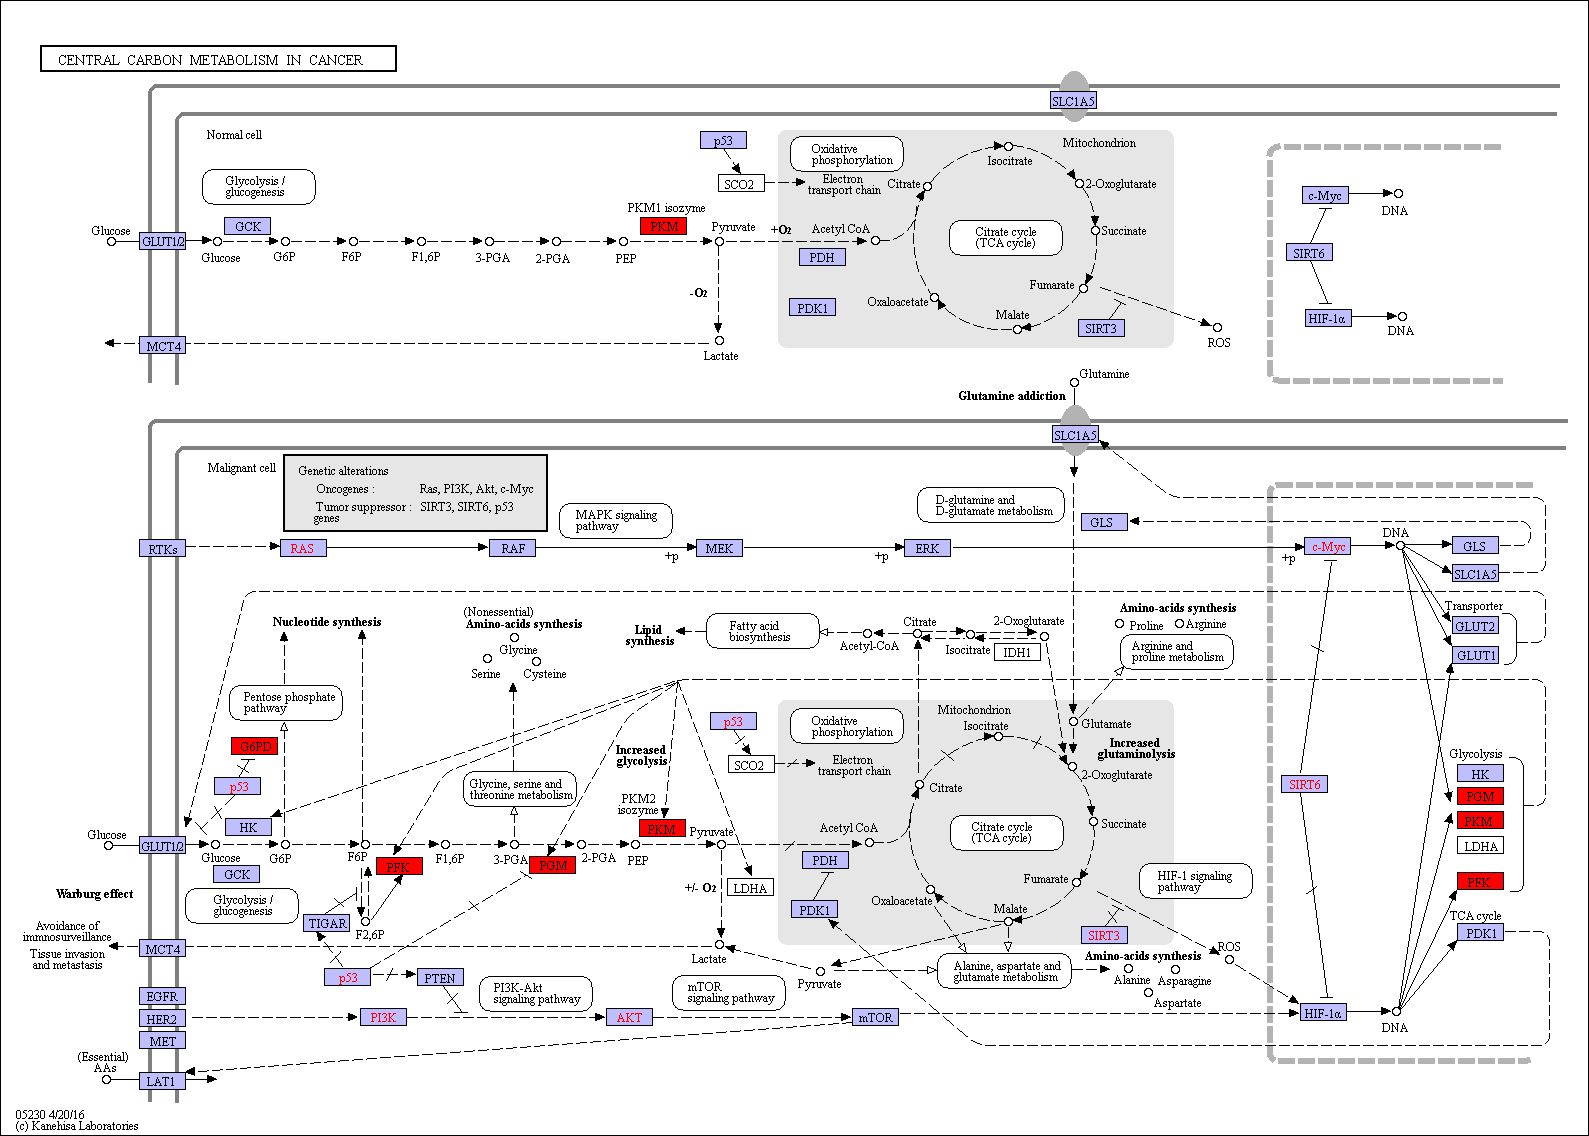 CENTRAL CARBON METABOLISM IN CANCER
SLC1A5
Normal cell
p53
Oxidative
phosphorylation
Mitochondrion
Isocitrate
SCO2
Electron
transport chain
Citrate
2-Oxoglutarate
Glycolysis /
glucogenesis
c-Myc
DNA
PKM1 isozyme
GCK
PKM
Pyruvate
+O2
Acetyl CoA
Citrate cycle
(TCA cycle)
Succinate
Glucose
GLUT1/2
Glucose
G6P
F6P
F1,6P
3-PGA
2-PGA
PEP
PDH
SIRT6
-O2
Oxaloacetate
Fumarate
PDK1
Malate
SIRT3
HIF-1α
DNA
ROS
MCT4
Lactate
Glutamine
Glutamine addiction
SLC1A5
Malignant cell
Genetic alterations
Oncogenes :
Ras, PI3K, Akt, c-Myc
Tumor suppressor :
SIRT3, SIRT6, p53
genes
MAPK signaling
pathway
D-glutamine and
D-glutamate metabolism
GLS
RTKs
RAS
RAF
+p
MEK
+p
ERK
+p
c-Myc
DNA
GLS
SLC1A5
Nucleotide synthesis
(Nonessential)
Amino-acids synthesis
Glycine
Serine
Cysteine
Lipid
synthesis
Fatty acid
biosynthesis
Acetyl-CoA
Citrate
Isocitrate
2-Oxoglutarate
IDH1
Amino-acids synthesis
Proline
Arginine
Arginine and
proline metabolism
Transporter
GLUT2
GLUT1
Pentose phosphate
pathway
G6PD
p53
Increased
glycolysis
p53
SCO2
Oxidative
phosphorylation
Electron
transport chain
Mitochondrion
Isocitrate
Glutamate
Increased
glutaminolysis
2-Oxoglutarate
Citrate
Glycine, serine and
threonine metabolism
PKM2
isozyme
PKM
Glycolysis
HK
PGM
PKM
LDHA
PFK
SIRT6
HK
Glucose
GLUT1/2
Glucose
G6P
F6P
PFK
F1,6P
3-PGA
PGM
2-PGA
PEP
Pyruvate
Acetyl CoA
Citrate cycle
(TCA cycle)
Succinate
GCK
PDH
LDHA
+/- O2
Fumarate
HIF-1 signaling
pathway
Warburg effect
Glycolysis /
glucogenesis
TIGAR
F2,6P
PDK1
Oxaloacetate
Malate
SIRT3
TCA cycle
PDK1
Avoidance of
immnosurveillance
Tissue invasion
and metastasis
MCT4
Lactate
ROS
p53
PTEN
PI3K-Akt
signaling pathway
mTOR
signaling pathway
Pyruvate
Alanine, aspartate and
glutamate metabolism
Amino-acids synthesis
Alanine
Asparagine
Aspartate
EGFR
HER2
MET
PI3K
AKT
mTOR
HIF-1α
DNA
(Essential)
AAs
LAT1
05230 4/20/16
(c) Kanehisa Laboratories